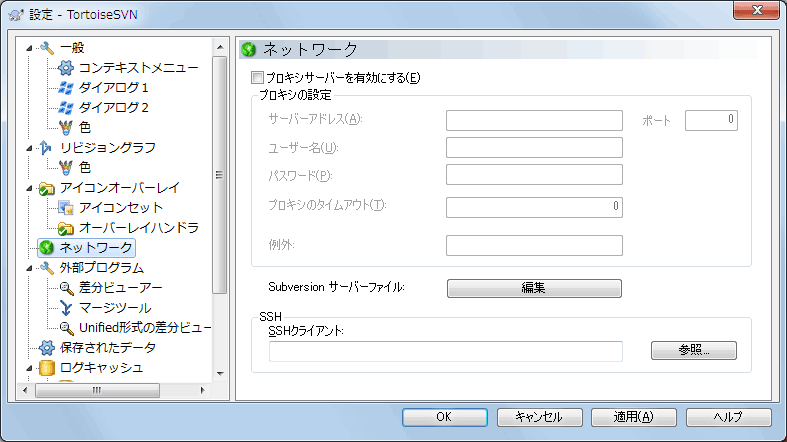 設定 - TortoiseSVN
一般
コンテキストメニュー
ダイアログ1
ダイアログ2
色
リビジョングラフ
色
アイコンオーバーレイ
アイコンセット
オーバーレイハンドラ
ネットワーク
外部プログラム
差分ビューアー
マージツール
Unified形式の差分ビュー
保存されたデータ
ログキャッシュ
ネットワーク
プロキシサーバーを有効にする(E)
プロキシの設定
サーバーアドレス(A):
ポート
0
ユーザー名(U):
パスワード(P):
プロキシのタイムアウト(T):
0
例外:
Subversion サーバーファイル:
編集
SSH
SSHクライアント:
参照...
OK
キャンセル
適用(A)
ヘルプ